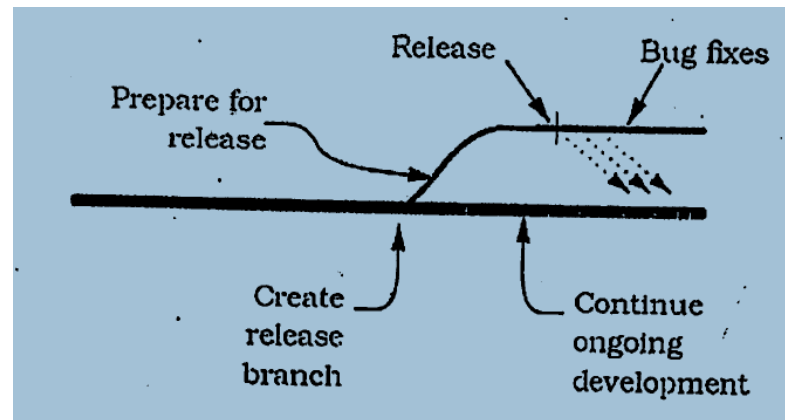 Release
Bug fixes
Prepare for
release
Create
release
branch
Continue
ongoing
development